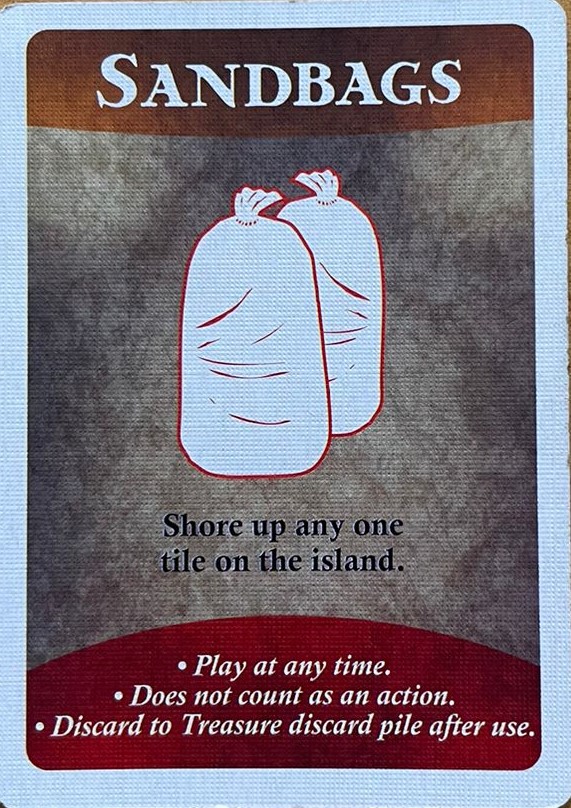 SANDBAGS
Shore up any one
tile on the island.
• Play at any time.
• Does not count as an action.
• Discard to Treasure discard pile after use.